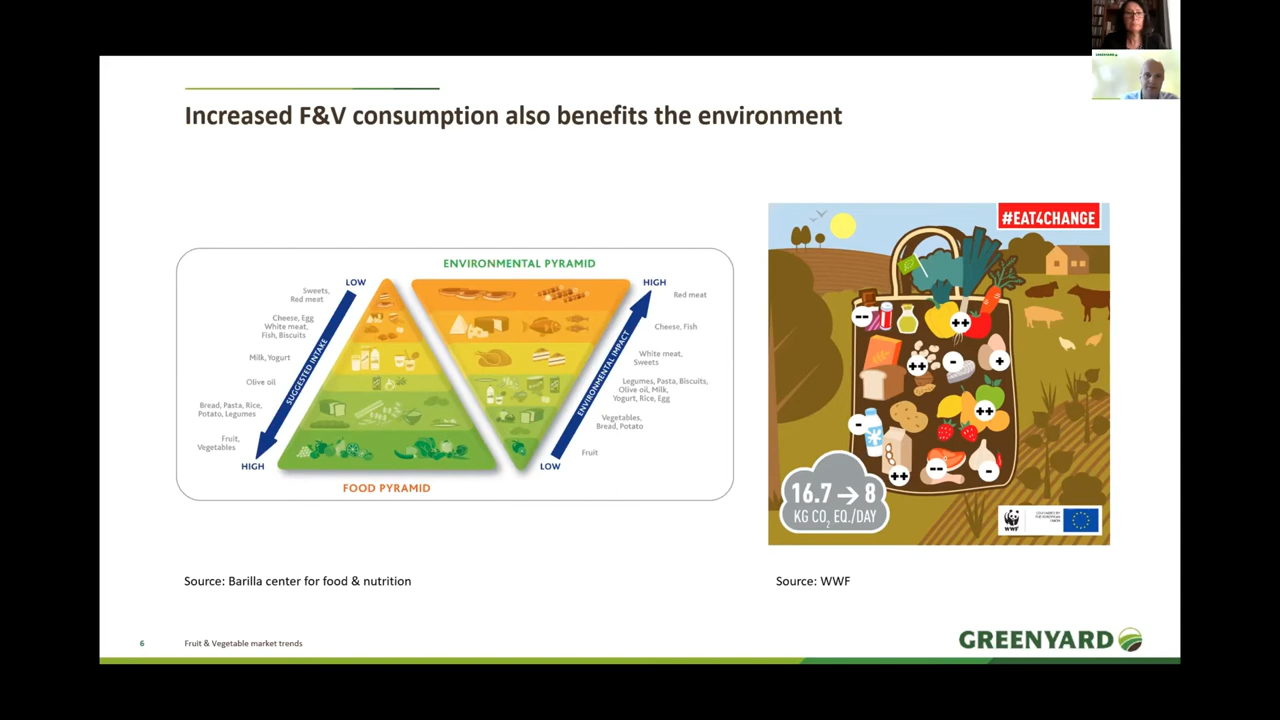 Increased F&V consumption also benefits the environment
ENVIRONMENTAL PYRAMID
LOW
HIGH
Sweets,
Red meat
Cheese, Egg
White meat,
Fish, Biscuits
Milk, Yogurt
Olive oil
Bread, Pasta, Rice,
Potato, Legumes
Fruit,
Vegetables
SUGGESTED INTAKE
ENVIRONMENTAL IMPACT
Red meat
Cheese, Fish
White meat,
Sweets
Legumes, Pasta, Biscuits,
Olive oil, Milk,
Yogurt, Rice, Egg
Vegetables,
Bread, Potato
Fruit
HIGH
LOW
FOOD PYRAMID
#EAT4CHANGE
--
++
++
-
+
++
-
++
--
-
16.7 → 8
KG CO2 EQ./DAY
WWF
Source: Barilla center for food & nutrition
Source: WWF
6
Fruit & Vegetable market trends
GREENYARD